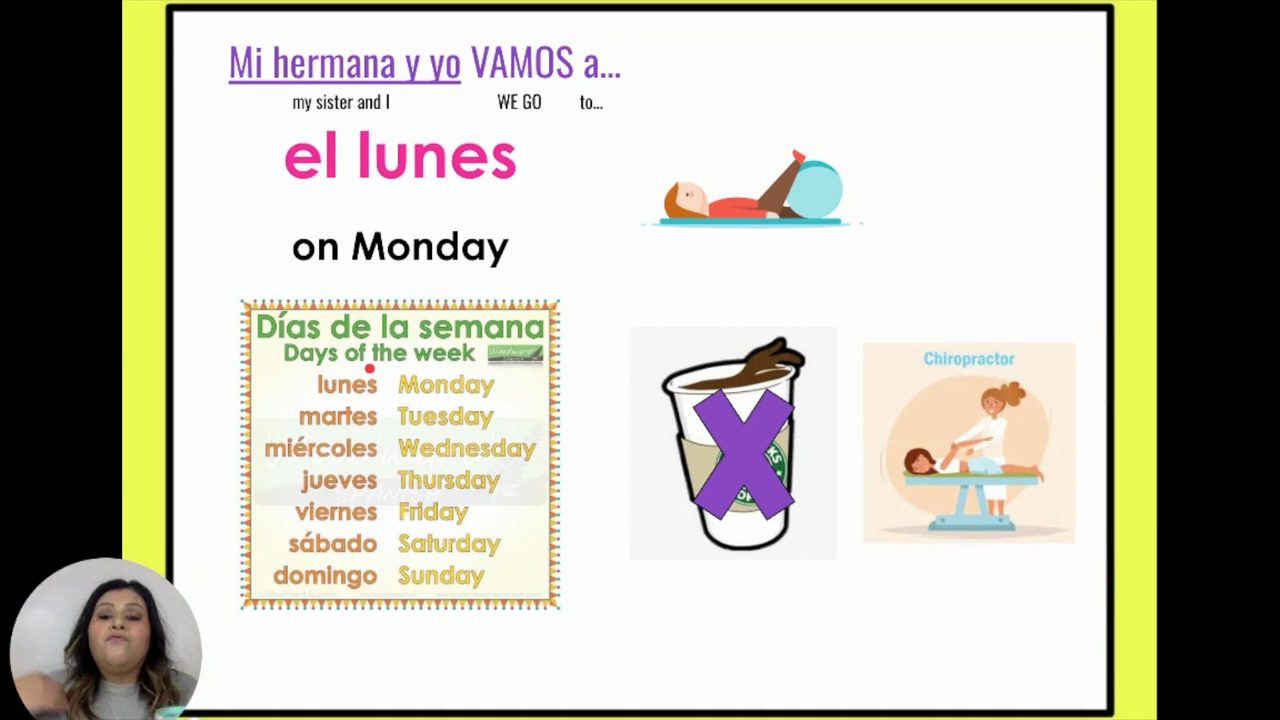 Mi hermana y yo VAMOS a...
my sister and I WE GO to...
el lunes
on Monday
Días de la semana
Days of the week
lunes Monday
martes Tuesday
miércoles Wednesday
jueves Thursday
viernes Friday
sábado Saturday
domingo Sunday
Chiropractor